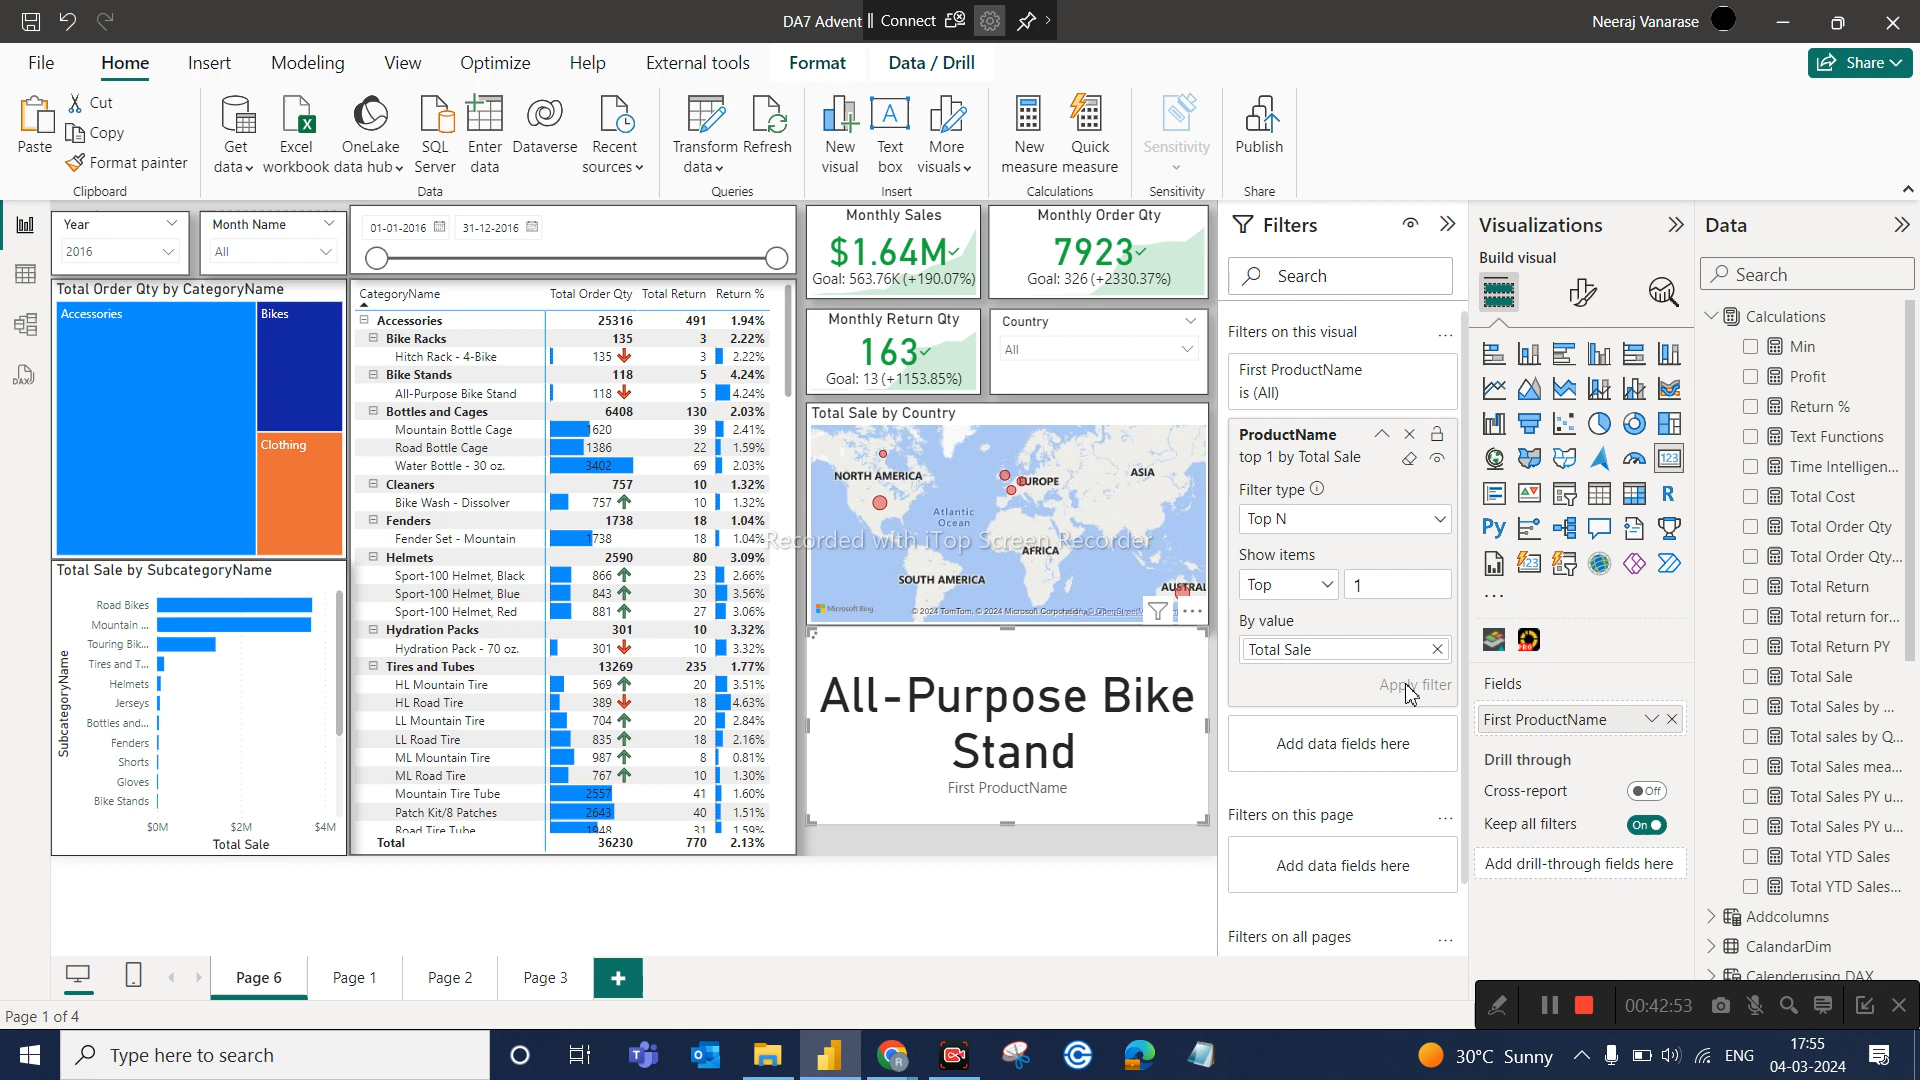 DA7 Advent
Connect
Neeraj Vanarase
File
Home
Insert
Modeling
View
Optimize
Help
External tools
Format
Data / Drill
Share
Paste
Cut
Copy
Format painter
Clipboard
Get data
Excel workbook
OneLake data hub
SQL Server
Enter data
Dataverse
Recent sources
Data
Transform data
Refresh
Queries
New visual
Text box
More visuals
Insert
New measure
Quick measure
Calculations
Sensitivity
Sensitivity
Publish
Share
Year
2016
Month Name
All
01-01-2016
31-12-2016
Total Order Qty by CategoryName
Accessories
Bikes
Clothing
Total Sale by SubcategoryName
SubcategoryName
Road Bikes
Mountain ...
Touring Bik...
Tires and T...
Helmets
Jerseys
Bottles and...
Fenders
Shorts
Gloves
Bike Stands
$0M $2M $4M
Total Sale
CategoryName Total Order Qty Total Return Return %
Accessories 25316 491 1.94%
Bike Racks 135 3 2.22%
Hitch Rack - 4-Bike 135 3 2.22%
Bike Stands 118 5 4.24%
All-Purpose Bike Stand 118 5 4.24%
Bottles and Cages 6408 130 2.03%
Mountain Bottle Cage 1620 39 2.41%
Road Bottle Cage 1386 22 1.59%
Water Bottle - 30 oz. 3402 69 2.03%
Cleaners 757 10 1.32%
Bike Wash - Dissolver 757 10 1.32%
Fenders 1738 18 1.04%
Fender Set - Mountain 1738 18 1.04%
Helmets 2590 80 3.09%
Sport-100 Helmet, Black 866 23 2.66%
Sport-100 Helmet, Blue 843 30 3.56%
Sport-100 Helmet, Red 881 27 3.06%
Hydration Packs 301 10 3.32%
Hydration Pack - 70 oz. 301 10 3.32%
Tires and Tubes 13269 235 1.77%
HL Mountain Tire 569 20 3.51%
HL Road Tire 389 18 4.63%
LL Mountain Tire 704 20 2.84%
LL Road Tire 835 18 2.16%
ML Mountain Tire 987 8 0.81%
ML Road Tire 767 10 1.30%
Mountain Tire Tube 2557 41 1.60%
Patch Kit/8 Patches 2643 40 1.51%
Road Tire Tube 1948 31 1.59%
Total 36230 770 2.13%
Monthly Sales
$1.64M
Goal: 563.76K (+190.07%)
Monthly Order Qty
7923
Goal: 326 (+2330.37%)
Monthly Return Qty
163
Goal: 13 (+1153.85%)
Country
All
Total Sale by Country
NORTH AMERICA
EUROPE
ASIA
Atlantic
Ocean
AFRICA
SOUTH AMERICA
AUSTRAL
Microsoft Bing
© 2024 TomTom, © 2024 Microsoft Corporation,
Recorded with iTop Screen Recorder
All-Purpose Bike
Stand
First ProductName
Filters
Search
Filters on this visual
First ProductName
is (All)
ProductName
top 1 by Total Sale
Filter type
Top N
Show items
Top
1
By value
Total Sale
Apply filter
Add data fields here
Filters on this page
Add data fields here
Filters on all pages
Visualizations
Build visual
123
R
Py
123
PRO
Fields
First ProductName
Drill through
Cross-report
Off
Keep all filters
On
Add drill-through fields here
Data
Search
Calculations
Min
Profit
Return %
Text Functions
Time Intelligen...
Total Cost
Total Order Qty
Total Order Qty...
Total Return
Total return for...
Total Return PY
Total Sale
Total Sales by ...
Total sales by Q...
Total Sales mea...
Total Sales PY u...
Total Sales PY u...
Total YTD Sales
Total YTD Sales...
Addcolumns
CalandarDim
Calenderusing DAX
Page 6
Page 1
Page 2
Page 3
Page 1 of 4
00:42:53
Type here to search
30°C Sunny
ENG
17:55
04-03-2024